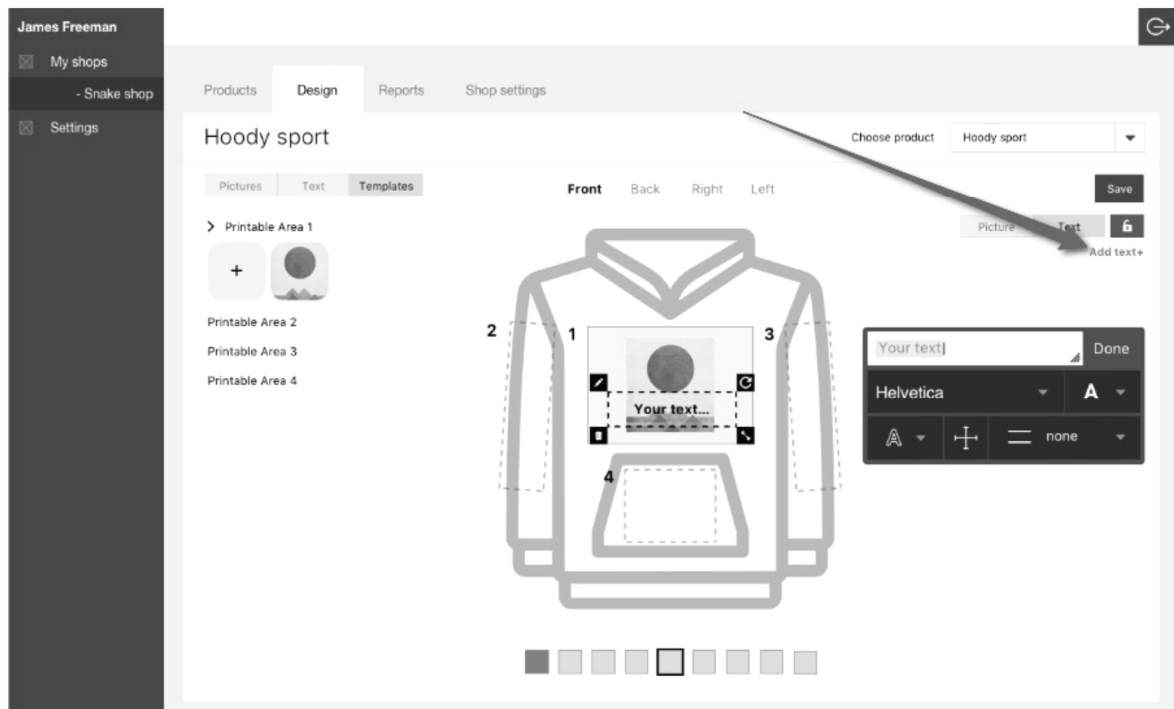 James Freeman
My shops
- Snake shop
Settings
Products Design Reports Shop settings
Hoody sport
Choose product Hoody sport
Pictures Text Templates
Front Back Right Left
Save
Picture Text
Add text+
Printable Area 1
+
Printable Area 2
Printable Area 3
Printable Area 4
2 1 3
Your text...
4
Your text
Done
Helvetica A
A none